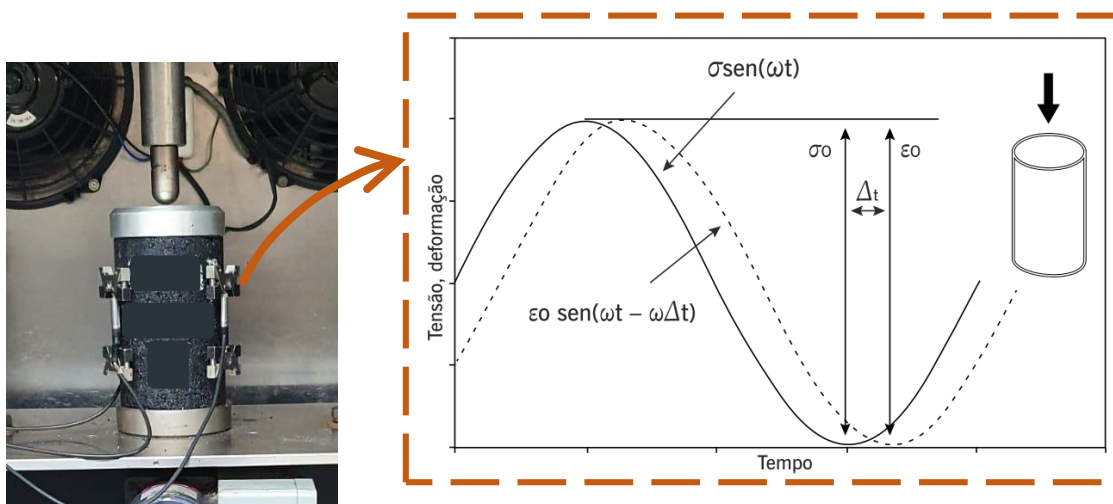 σsen(ωt)
σo
εo
Δt
εo sen(ωt – ωΔt)
Tensão, deformação
Tempo